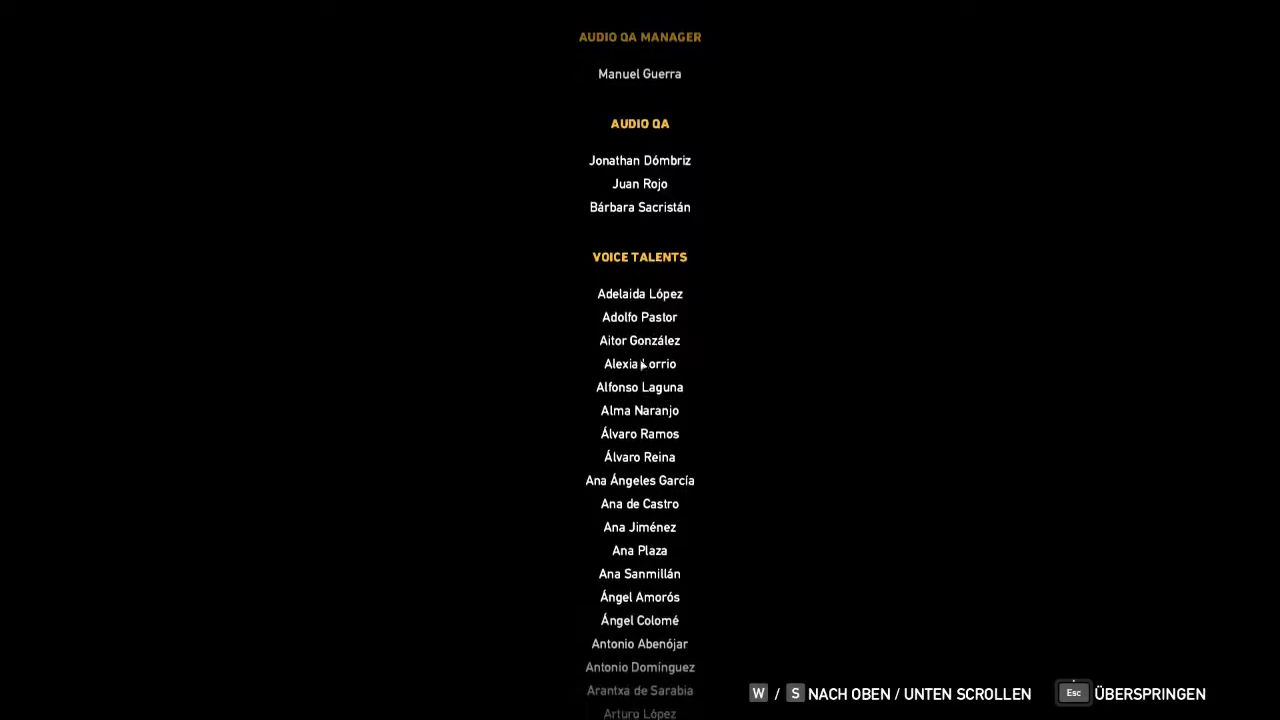 AUDIO QA MANAGER
Manuel Guerra
AUDIO QA
Jonathan Dómbriz
Juan Rojo
Bárbara Sacristán
VOICE TALENTS
Adelaida López
Adolfo Pastor
Aitor González
Alexia Lorrio
Alfonso Laguna
Alma Naranjo
Álvaro Ramos
Álvaro Reina
Ana Ángeles García
Ana de Castro
Ana Jiménez
Ana Plaza
Ana Sanmillán
Ángel Amorós
Ángel Colomé
Antonio Abenójar
Antonio Domínguez
Arantxa de Sarabia
Arturo López
W / S NACH OBEN / UNTEN SCROLLEN Esc ÜBERSPRINGEN